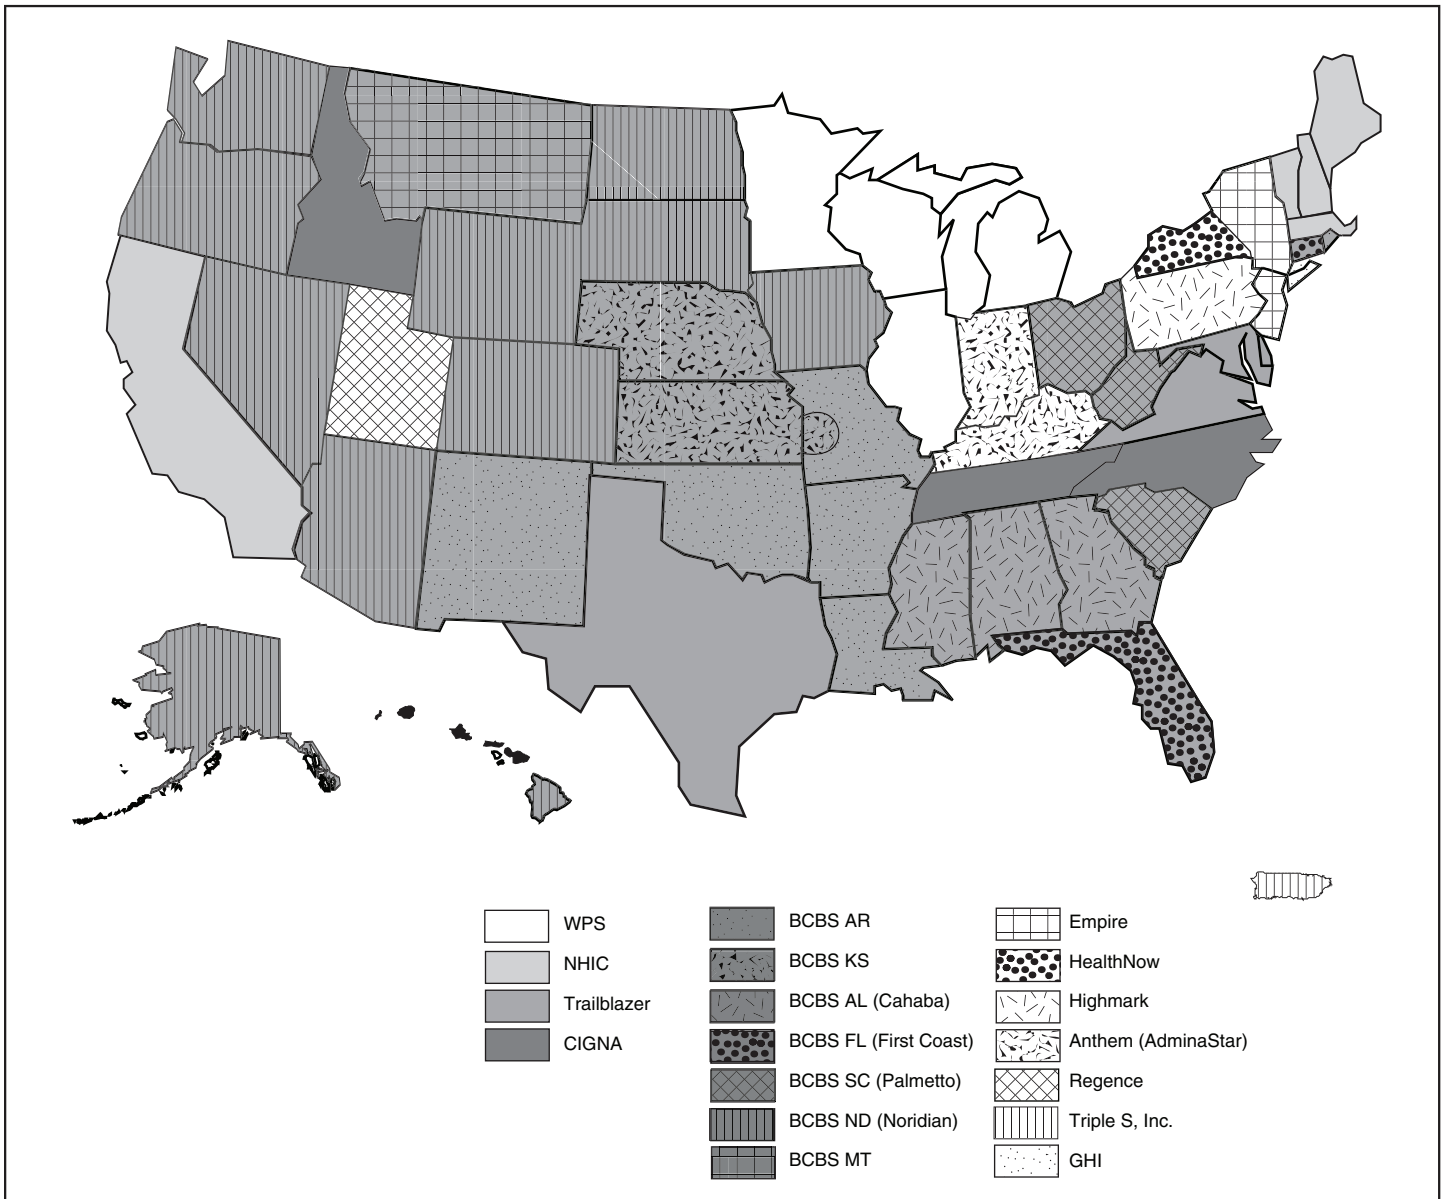 WPS
NHIC
Trailblazer
CIGNA
BCBS AR
BCBS KS
BCBS AL (Cahaba)
BCBS FL (First Coast)
BCBS SC (Palmetto)
BCBS ND (Noridian)
BCBS MT
Empire
HealthNow
Highmark
Anthem (AdminaStar)
Regence
Triple S, Inc.
GHI